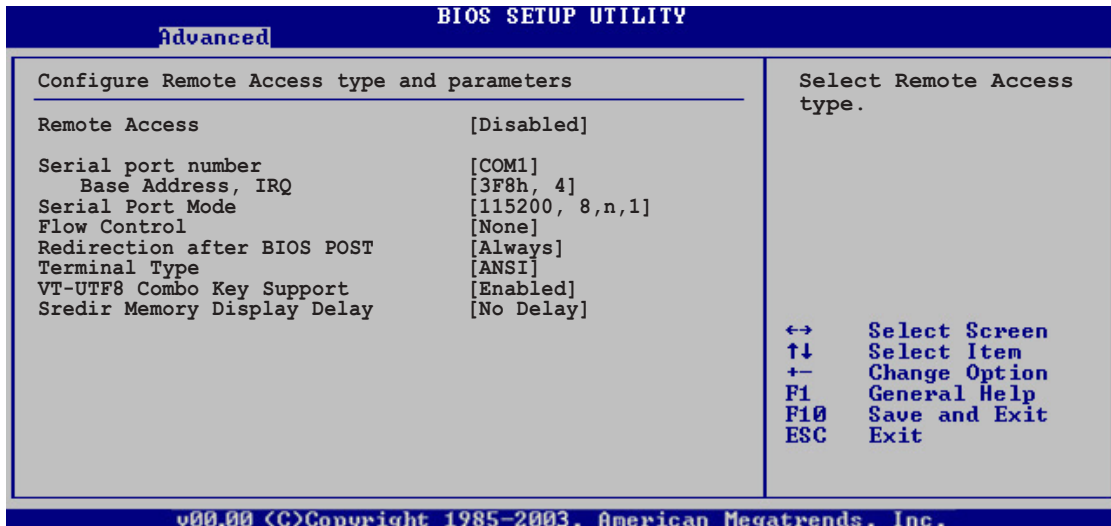 BIOS SETUP UTILITY
Advanced
Configure Remote Access type and parameters
Remote Access [Disabled]
Serial port number [COM1]
Base Address, IRQ [3F8h, 4]
Serial Port Mode [115200, 8,n,1]
Flow Control [None]
Redirection after BIOS POST [Always]
Terminal Type [ANSI]
VT-UTF8 Combo Key Support [Enabled]
Sredir Memory Display Delay [No Delay]
Select Remote Access
type.
←→ Select Screen
↑↓ Select Item
+- Change Option
F1 General Help
F10 Save and Exit
ESC Exit
v00.00 (C)Copyright 1985-2003, American Megatrends, Inc.